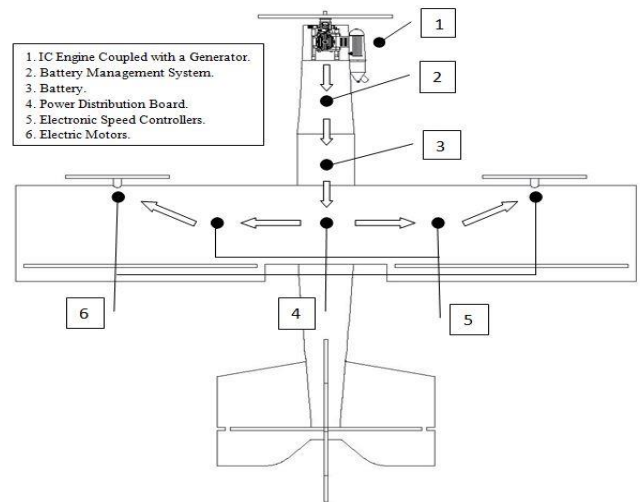 1. IC Engine Coupled with a Generator.
2. Battery Management System.
3. Battery.
4. Power Distribution Board.
5. Electronic Speed Controllers.
6. Electric Motors.
1
2
3
6
4
5